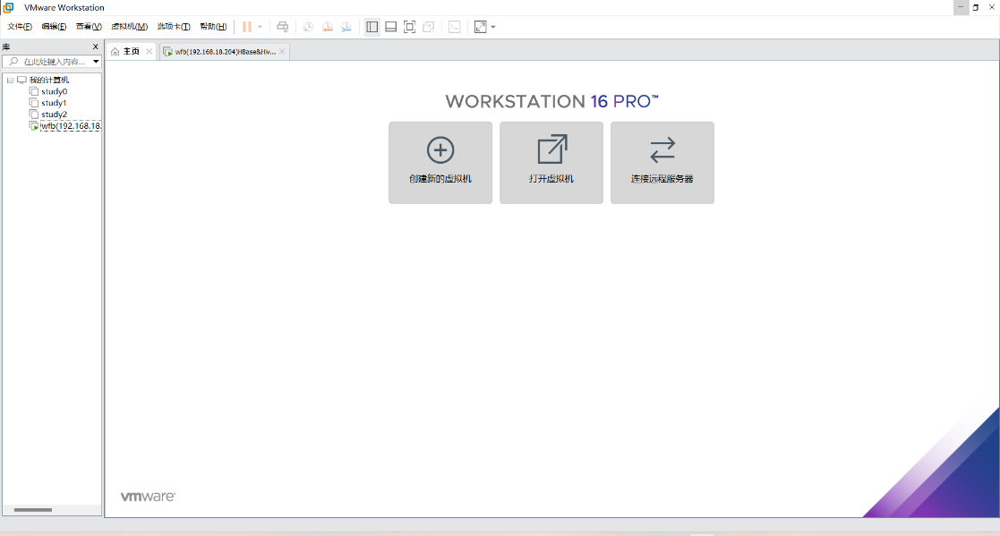 VMware Workstation
文件(F) 编辑(E) 查看(V) 虚拟机(M) 选项卡(T) 帮助(H)
库
在此处键入内容...
我的计算机
study0
study1
study2
wfb(192.168.18.
主页
wfb(192.168.18.204)HBase&Hiv...
WORKSTATION 16 PRO™
创建新的虚拟机
打开虚拟机
连接远程服务器
vmware